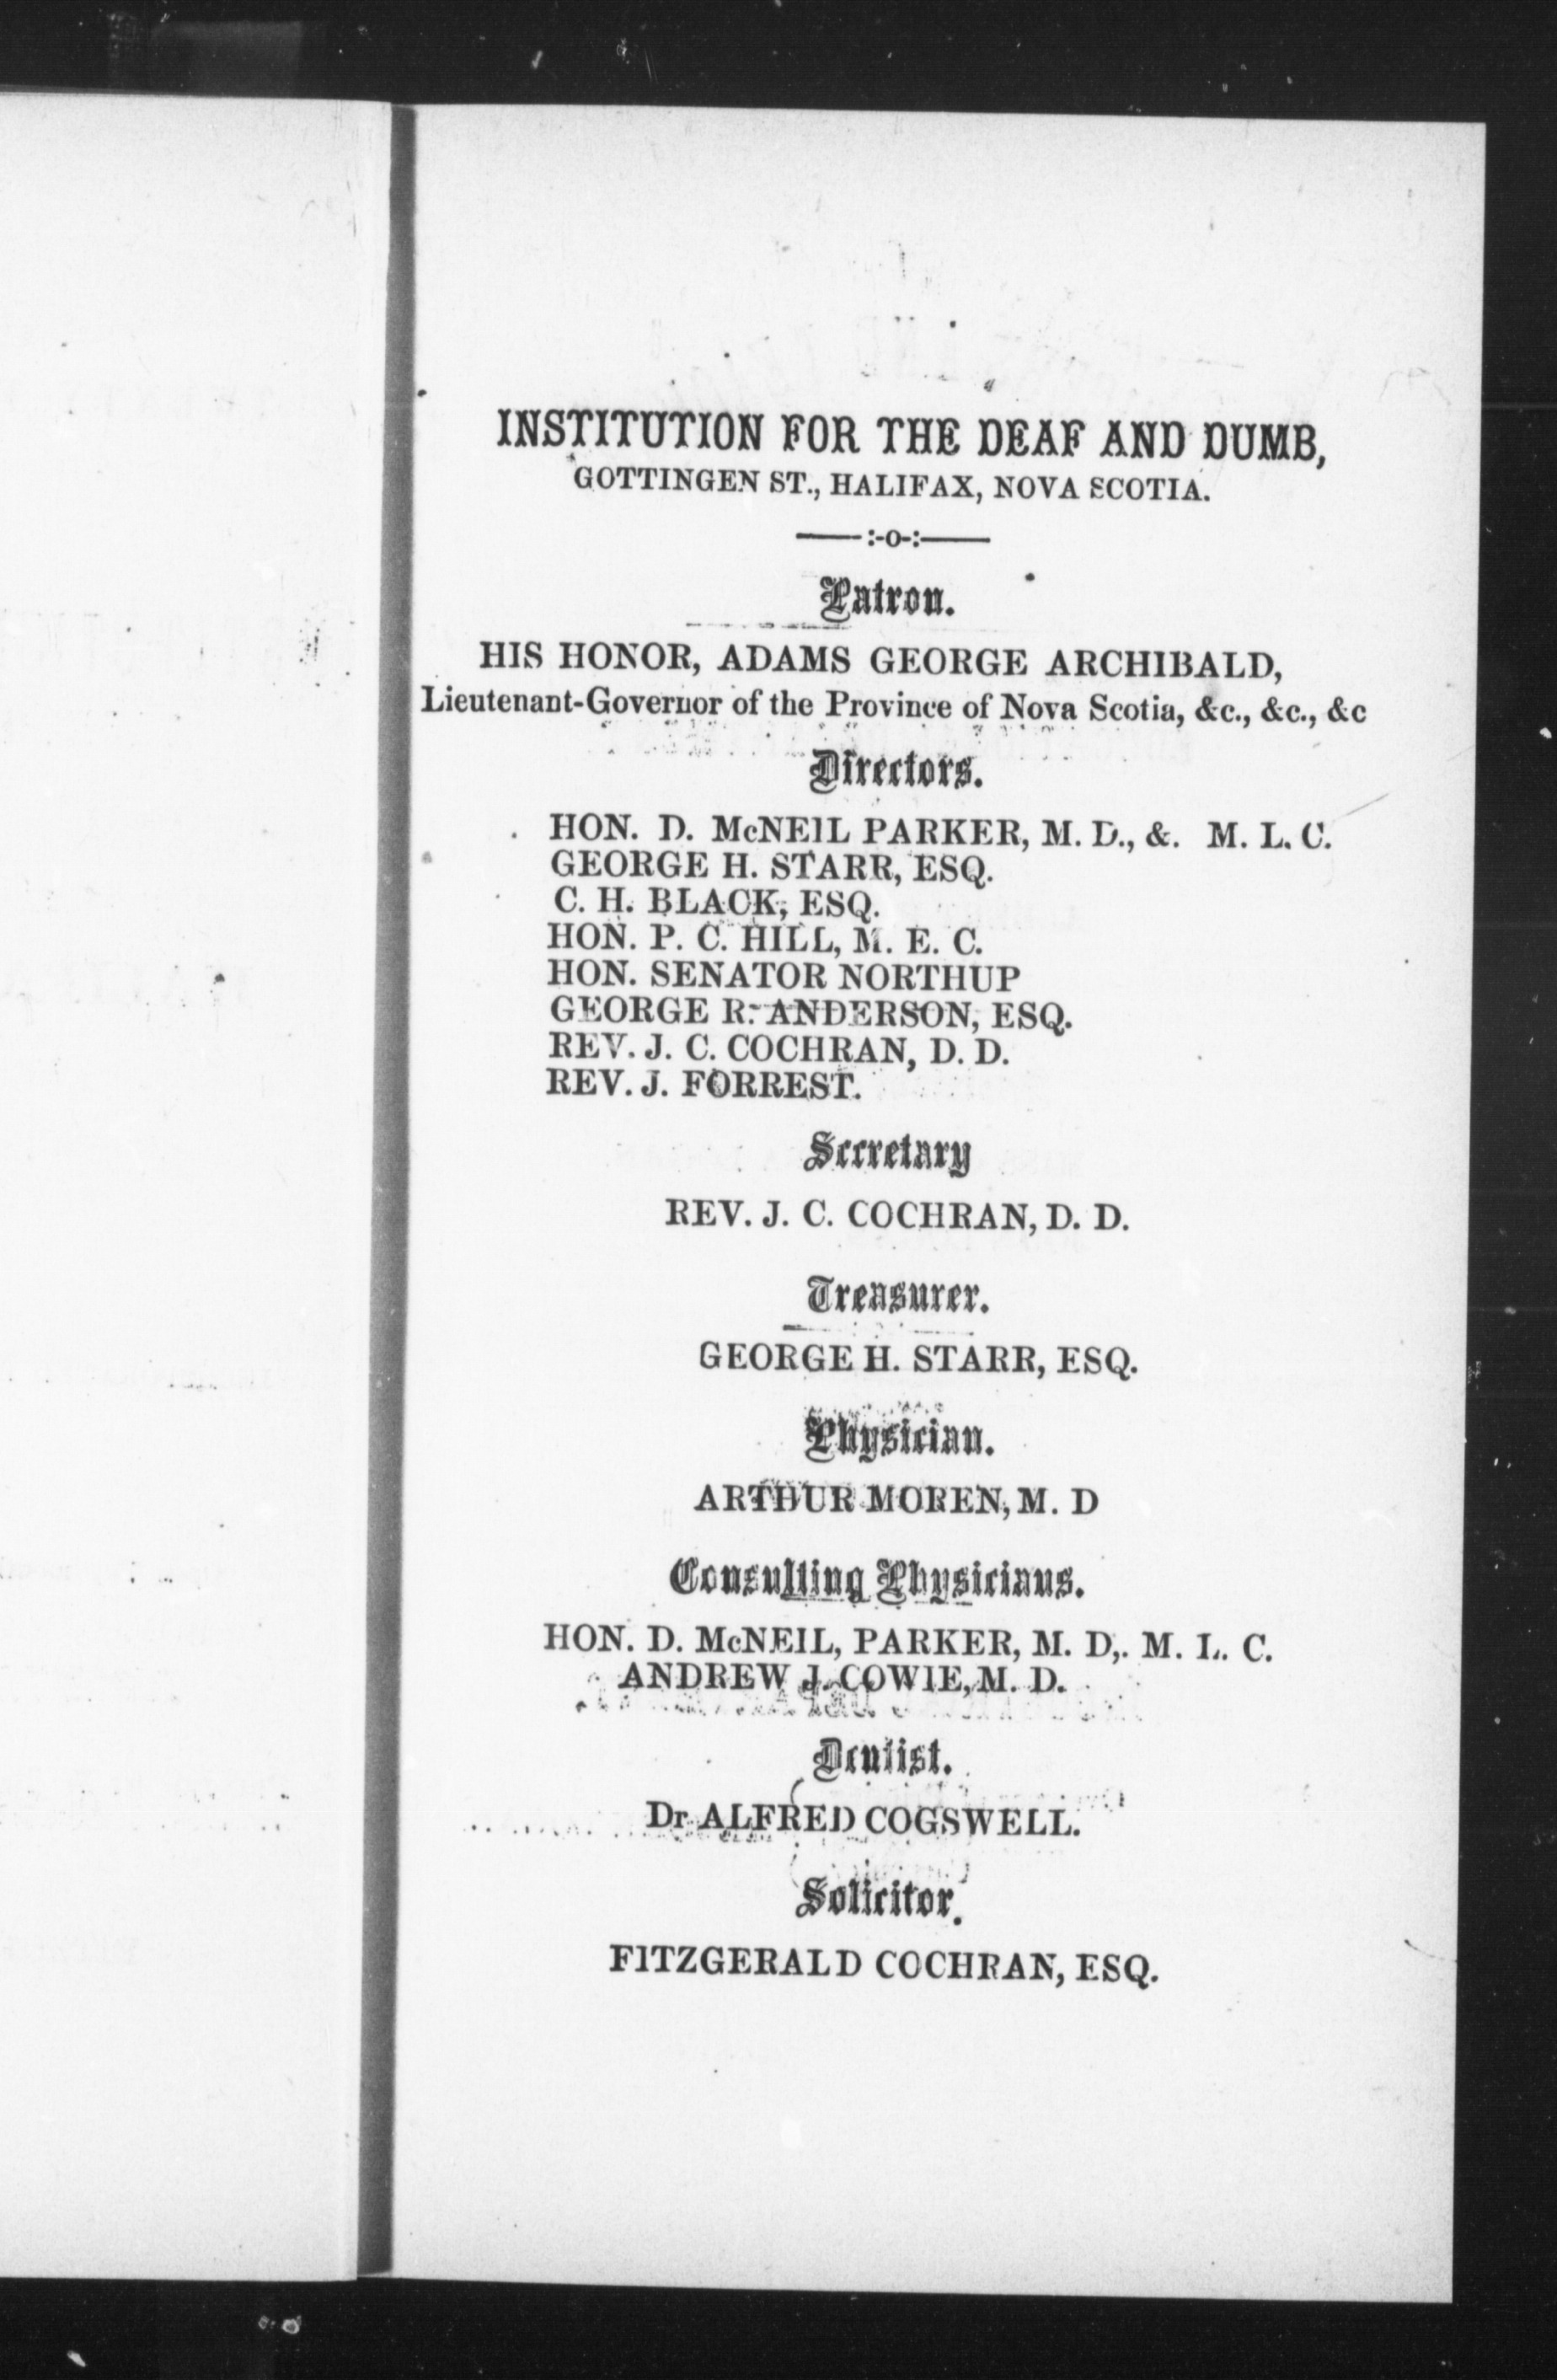 INSTITUTION FOR THE DEAF AND DUMB,
GOTTINGEN ST., HALIFAX, NOVA SCOTIA.
——:-o-:——
Patron.
HIS HONOR, ADAMS GEORGE ARCHIBALD,
Lieutenant-Governor of the Province of Nova Scotia, &c., &c., &c
Directors.
HON. D. McNEIL PARKER, M. D., &. M. L. C.
GEORGE H. STARR, ESQ.
C. H. BLACK, ESQ.
HON. P. C. HILL, M. E. C.
HON. SENATOR NORTHUP
GEORGE R. ANDERSON, ESQ.
REV. J. C. COCHRAN, D. D.
REV. J. FORREST.
Secretary
REV. J. C. COCHRAN, D. D.
Treasurer.
GEORGE H. STARR, ESQ.
Physician.
ARTHUR MOREN, M. D
Consulting Physicians.
HON. D. McNEIL, PARKER, M. D,. M. L. C.
ANDREW J. COWIE, M. D.
Dentist.
Dr ALFRED COGSWELL.
Solicitor.
FITZGERALD COCHRAN, ESQ.